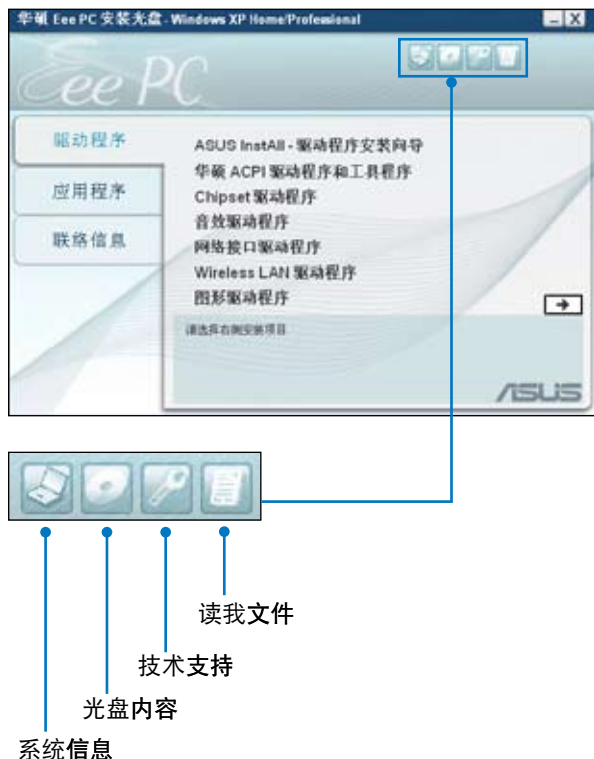 华硕 Eee PC 安装光盘 - Windows XP Home/Professional
Eee PC
驱动程序
应用程序
联络信息
ASUS InstAll - 驱动程序安装向导
华硕 ACPI 驱动程序和工具程序
Chipset 驱动程序
音效驱动程序
网络接口驱动程序
Wireless LAN 驱动程序
图形驱动程序
请选择右侧安装项目
ASUS
读我文件
技术支持
光盘内容
系统信息